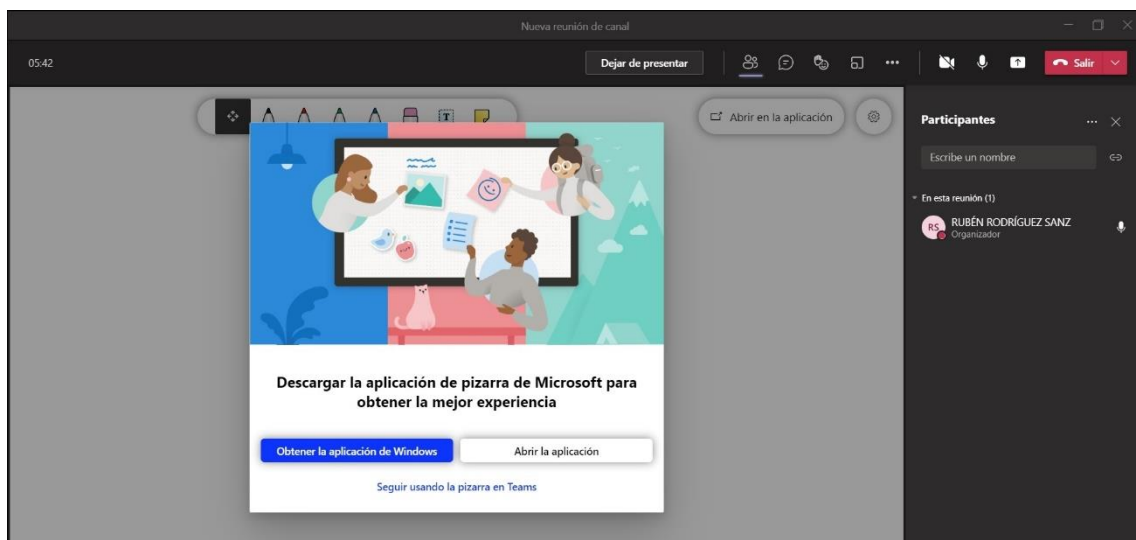 Nueva reunión de canal
05:42
Dejar de presentar
Salir
Abrir en la aplicación
Participantes
Escribe un nombre
En esta reunión (1)
RS
RUBÉN RODRÍGUEZ SANZ
Organizador
Descargar la aplicación de pizarra de Microsoft para
obtener la mejor experiencia
Obtener la aplicación de Windows
Abrir la aplicación
Seguir usando la pizarra en Teams